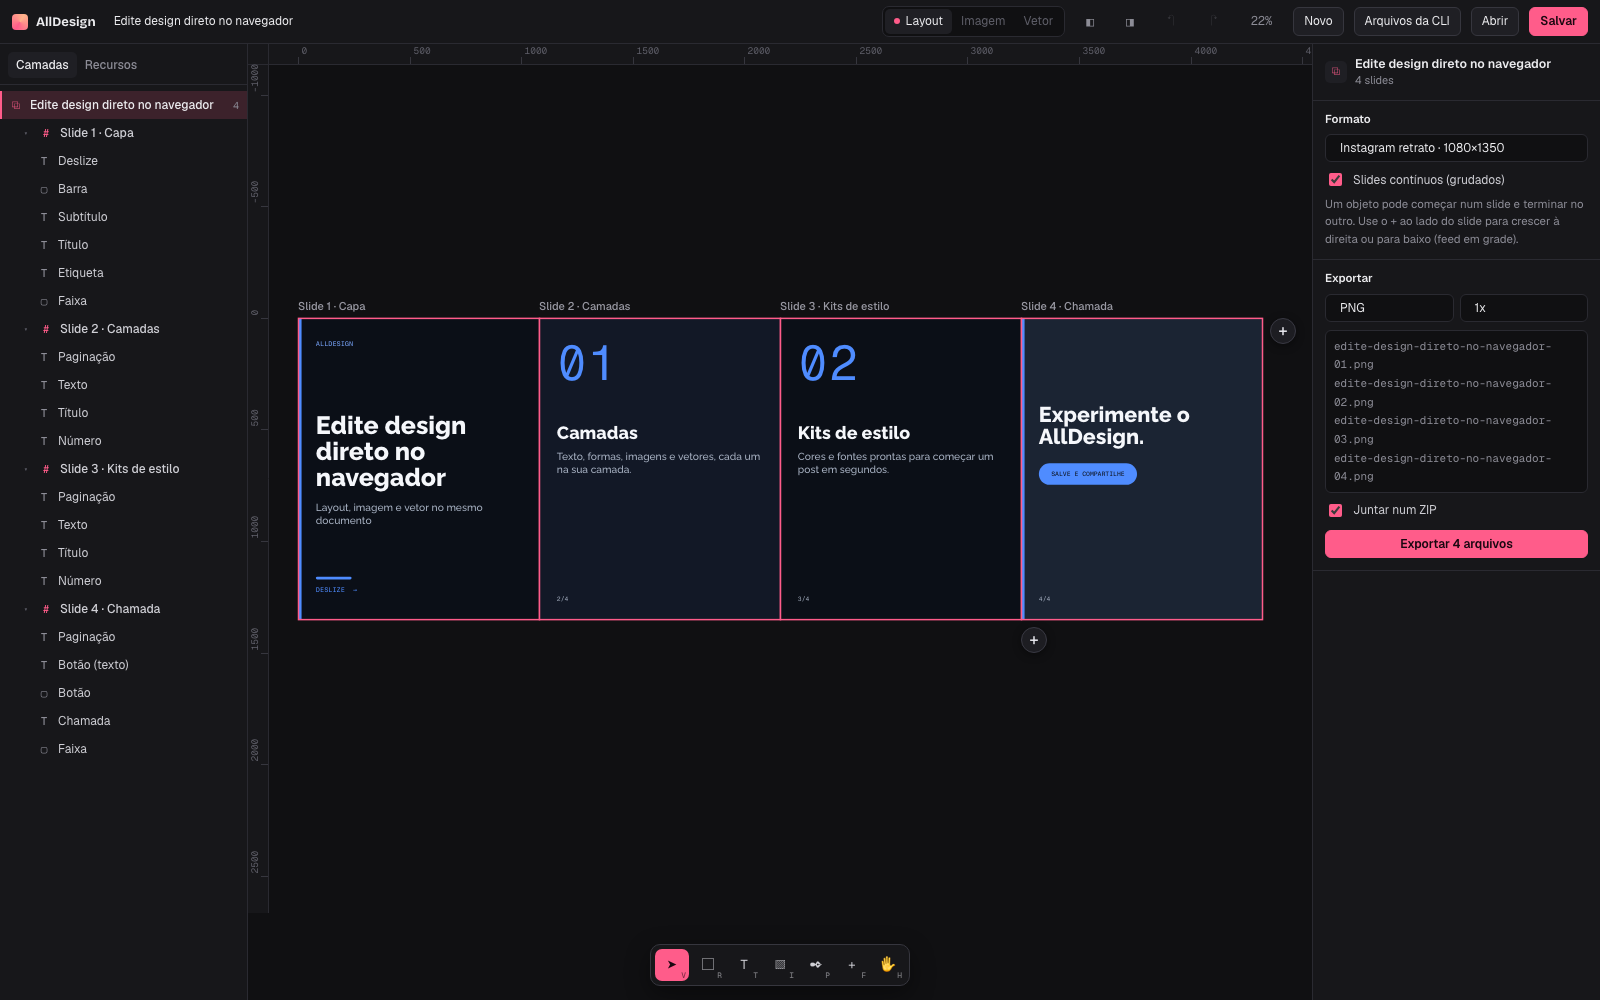 AllDesign
Edite design direto no navegador
Layout
Imagem
Vetor
22%
Novo
Arquivos da CLI
Abrir
Salvar
Camadas
Recursos
Edite design direto no navegador
4
# Slide 1 · Capa
T Deslize
Barra
T Subtítulo
T Título
T Etiqueta
Faixa
# Slide 2 · Camadas
T Paginação
T Texto
T Título
T Número
# Slide 3 · Kits de estilo
T Paginação
T Texto
T Título
T Número
# Slide 4 · Chamada
T Paginação
T Botão (texto)
Botão
T Chamada
Faixa
0
500
1000
1500
2000
2500
3000
3500
4000
4
-1000
-500
0
500
1000
1500
2000
2500
Slide 1 · Capa
ALLDESIGN
Edite design
direto no
navegador
Layout, imagem e vetor no mesmo
documento
DESLIZE →
Slide 2 · Camadas
01
Camadas
Texto, formas, imagens e vetores, cada um
na sua camada.
2/4
Slide 3 · Kits de estilo
02
Kits de estilo
Cores e fontes prontas para começar um
post em segundos.
3/4
Slide 4 · Chamada
Experimente o
AllDesign.
SALVE E COMPARTILHE
4/4
+
+
V
R
T T
I
P
+ F
H
Edite design direto no navegador
4 slides
Formato
Instagram retrato · 1080×1350
Slides contínuos (grudados)
Um objeto pode começar num slide e terminar no
outro. Use o + ao lado do slide para crescer à
direita ou para baixo (feed em grade).
Exportar
PNG
1x
edite-design-direto-no-navegador-
01.png
edite-design-direto-no-navegador-
02.png
edite-design-direto-no-navegador-
03.png
edite-design-direto-no-navegador-
04.png
Juntar num ZIP
Exportar 4 arquivos